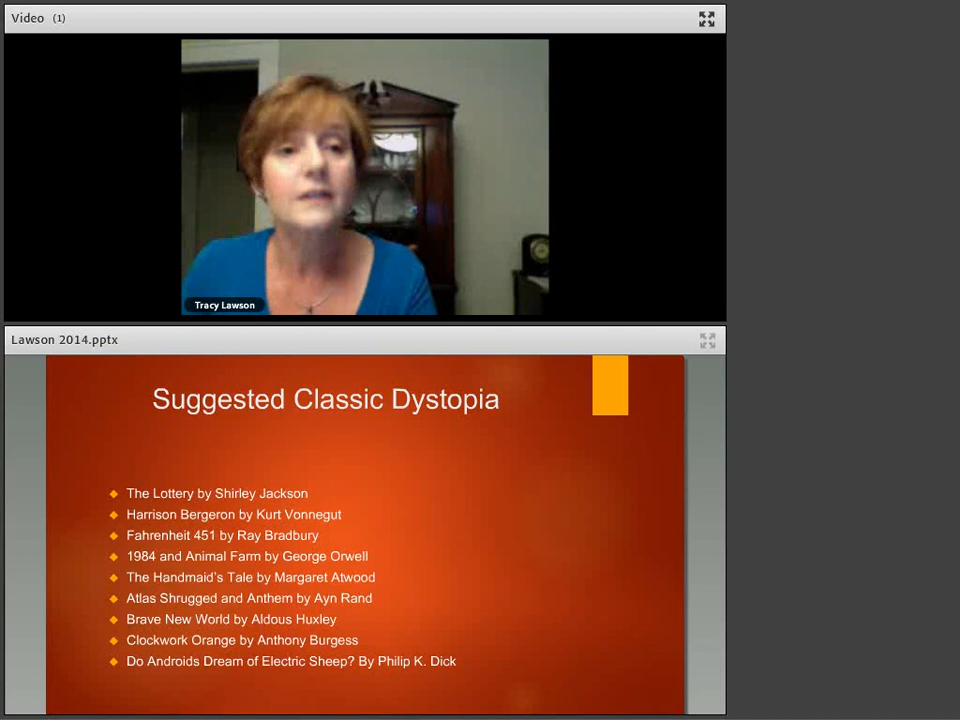 Video (1)
Tracy Lawson
Lawson 2014.pptx
Suggested Classic Dystopia
The Lottery by Shirley Jackson
Harrison Bergeron by Kurt Vonnegut
Fahrenheit 451 by Ray Bradbury
1984 and Animal Farm by George Orwell
The Handmaid's Tale by Margaret Atwood
Atlas Shrugged and Anthem by Ayn Rand
Brave New World by Aldous Huxley
Clockwork Orange by Anthony Burgess
Do Androids Dream of Electric Sheep? By Philip K. Dick